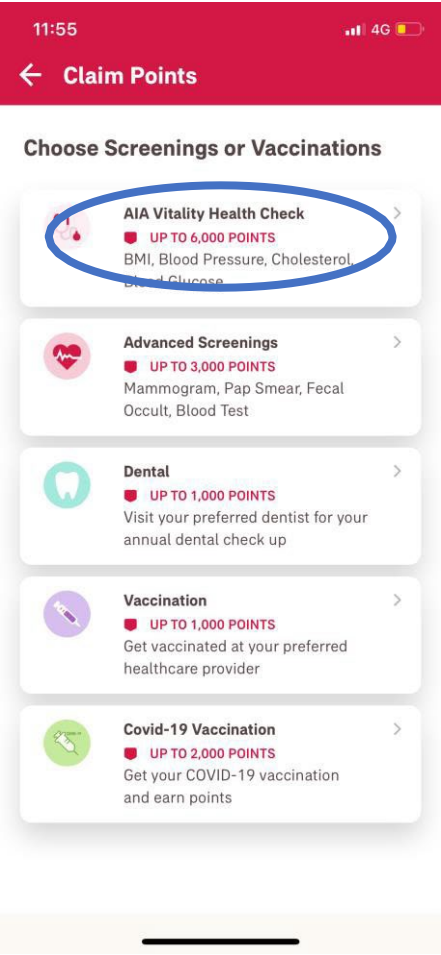 11:55
4G
Claim Points
Choose Screenings or Vaccinations
AIA Vitality Health Check
UP TO 6,000 POINTS
BMI, Blood Pressure, Cholesterol,
Blood Glucose
Advanced Screenings
UP TO 3,000 POINTS
Mammogram, Pap Smear, Fecal
Occult, Blood Test
Dental
UP TO 1,000 POINTS
Visit your preferred dentist for your
annual dental check up
Vaccination
UP TO 1,000 POINTS
Get vaccinated at your preferred
healthcare provider
Covid-19 Vaccination
UP TO 2,000 POINTS
Get your COVID-19 vaccination
and earn points